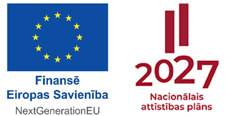 Finansē
Eiropas Savienība
NextGenerationEU
2027
Nacionālais
attīstības plāns